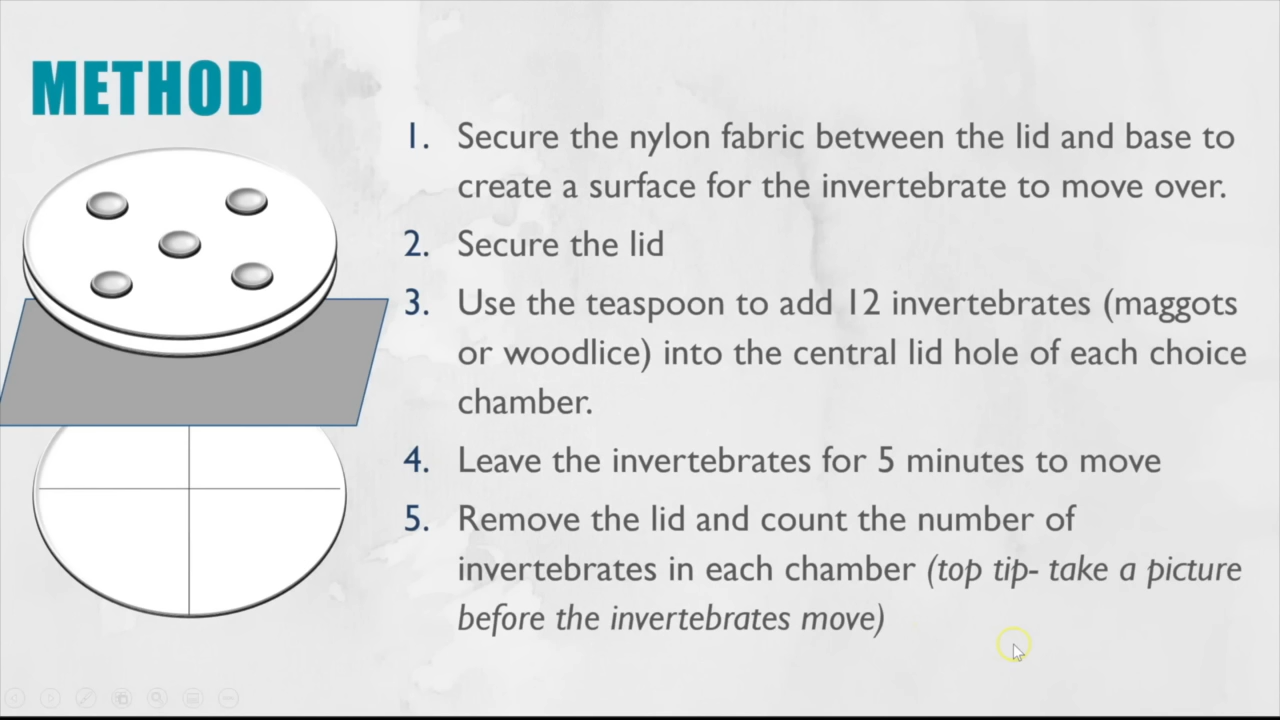 METHOD
1. Secure the nylon fabric between the lid and base to
create a surface for the invertebrate to move over.
2. Secure the lid
3. Use the teaspoon to add 12 invertebrates (maggots
or woodlice) into the central lid hole of each choice
chamber.
4. Leave the invertebrates for 5 minutes to move
5. Remove the lid and count the number of
invertebrates in each chamber (top tip- take a picture
before the invertebrates move)